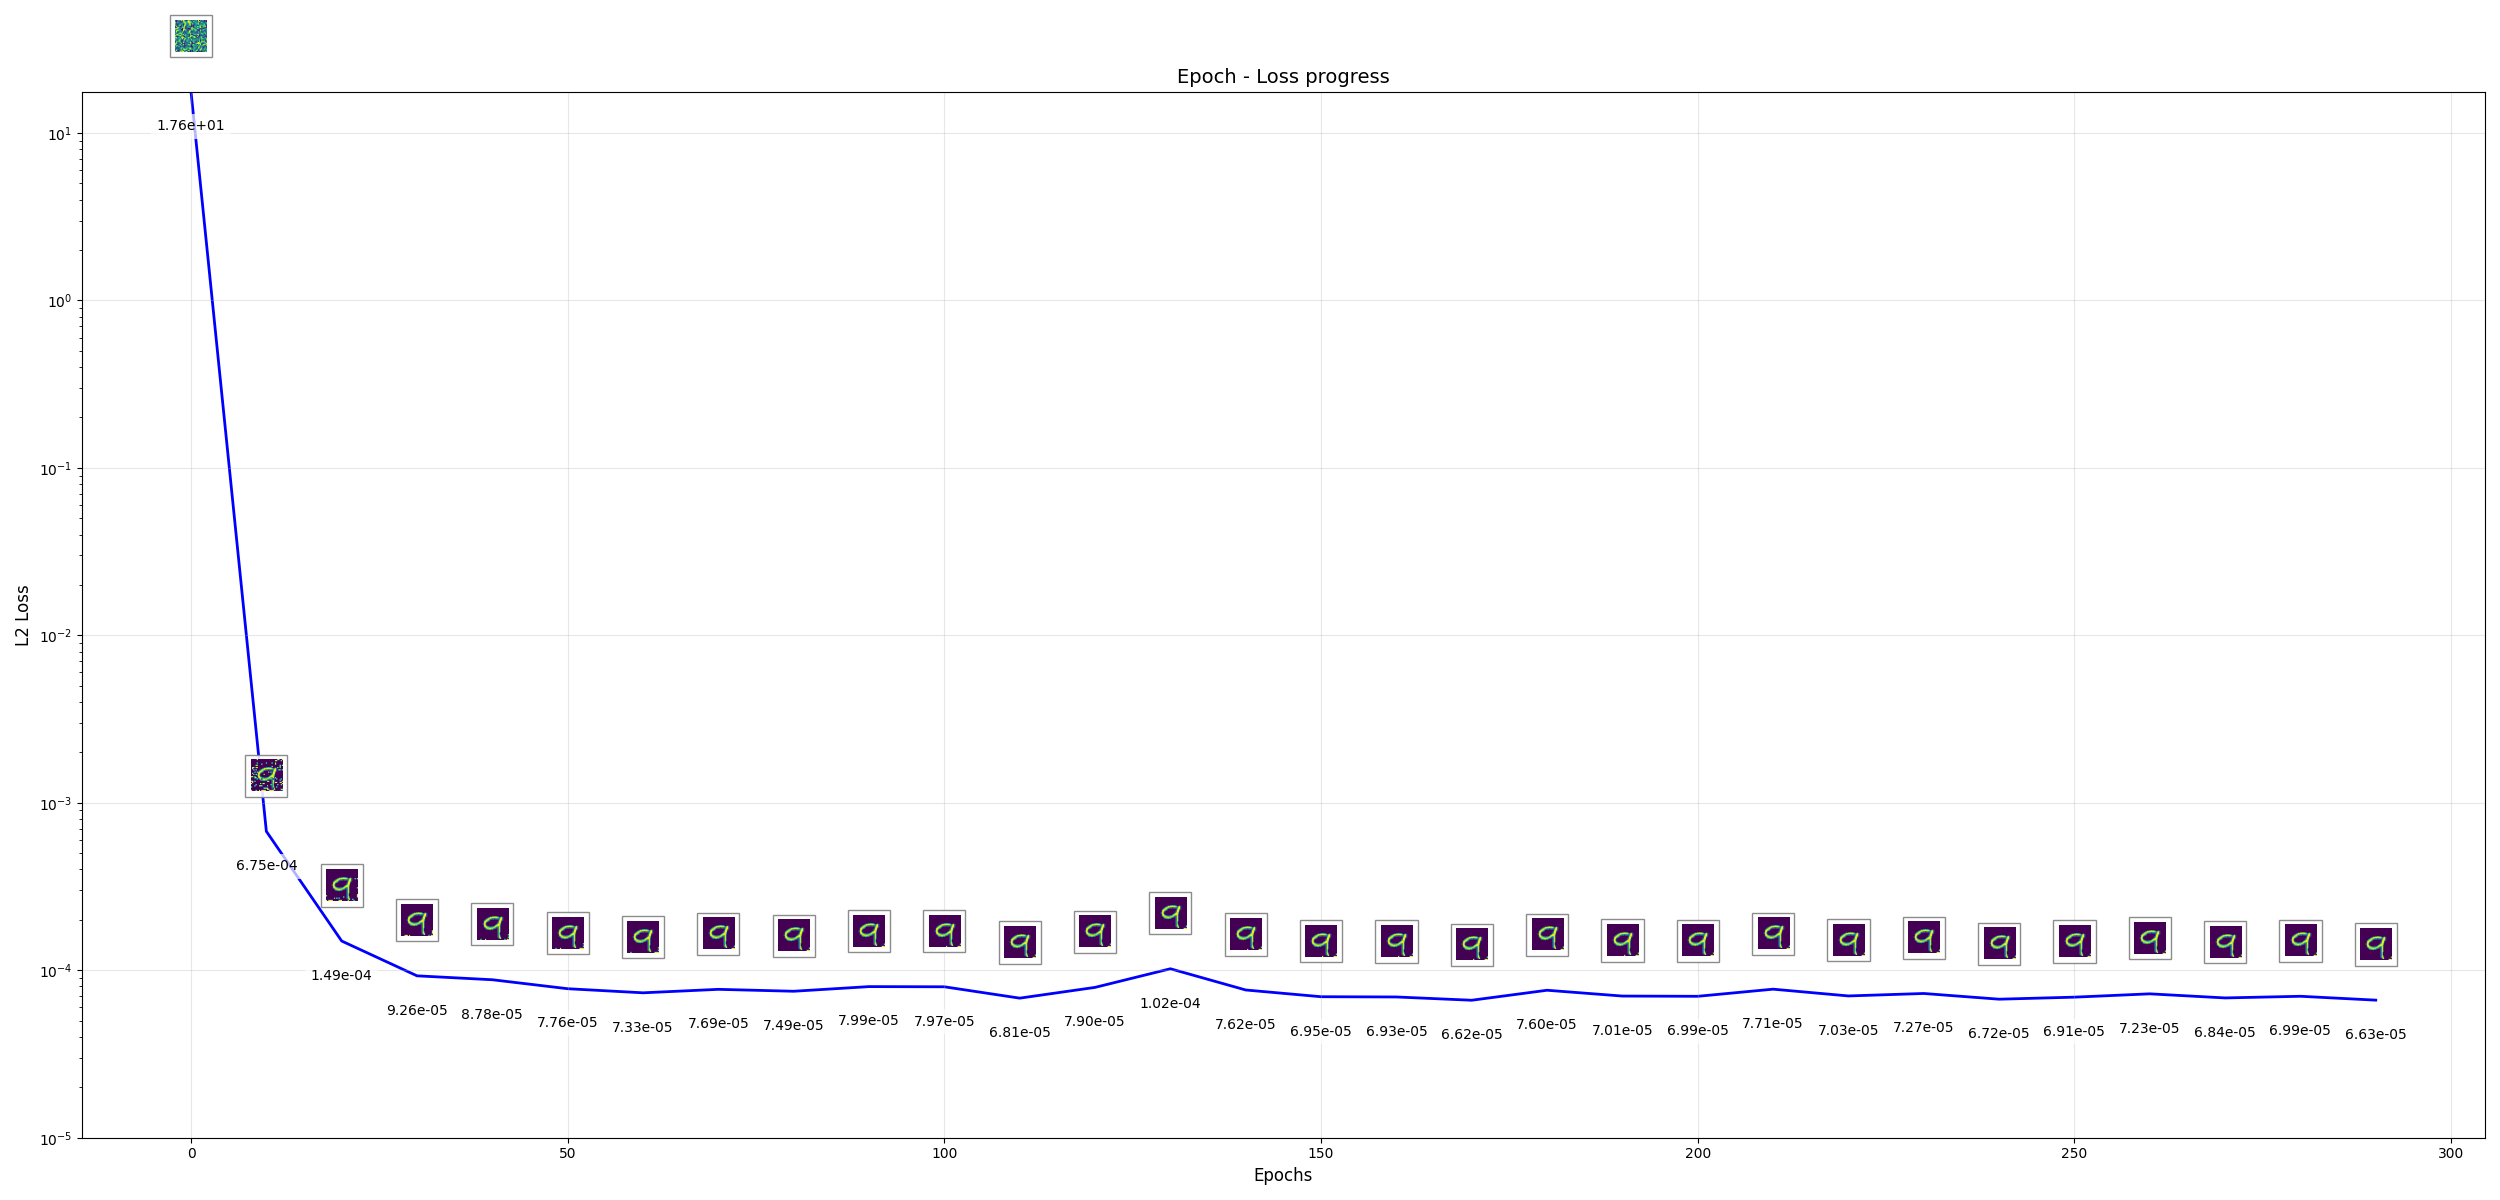 Epoch - Loss progress
L2 Loss
10¹
10⁰
10⁻¹
10⁻²
10⁻³
10⁻⁴
10⁻⁵
1.76e+01
6.75e-04
1.49e-04
9.26e-05
8.78e-05
7.76e-05
7.33e-05
7.69e-05
7.49e-05
7.99e-05
7.97e-05
6.81e-05
7.90e-05
1.02e-04
7.62e-05
6.95e-05
6.93e-05
6.62e-05
7.60e-05
7.01e-05
6.99e-05
7.71e-05
7.03e-05
7.27e-05
6.72e-05
6.91e-05
7.23e-05
6.84e-05
6.99e-05
6.63e-05
0 50 100 150 200 250 300
Epochs